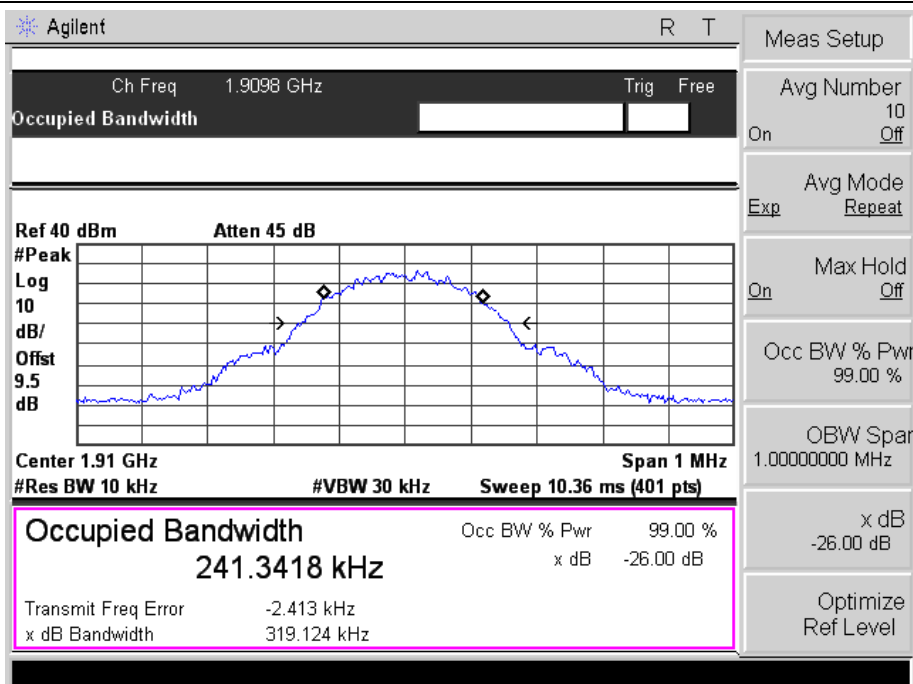 Agilent R T
Ch Freq 1.9098 GHz Trig Free
Occupied Bandwidth
Ref 40 dBm Atten 45 dB
#Peak
Log
10
dB/
Offst
9.5
dB
Center 1.91 GHz Span 1 MHz
#Res BW 10 kHz #VBW 30 kHz Sweep 10.36 ms (401 pts)
Occupied Bandwidth
241.3418 kHz
Occ BW % Pwr 99.00 %
x dB -26.00 dB
Transmit Freq Error -2.413 kHz
x dB Bandwidth 319.124 kHz
Meas Setup
Avg Number
10
On Off
Avg Mode
Exp Repeat
Max Hold
On Off
Occ BW % Pwr
99.00 %
OBW Span
1.00000000 MHz
x dB
-26.00 dB
Optimize
Ref Level